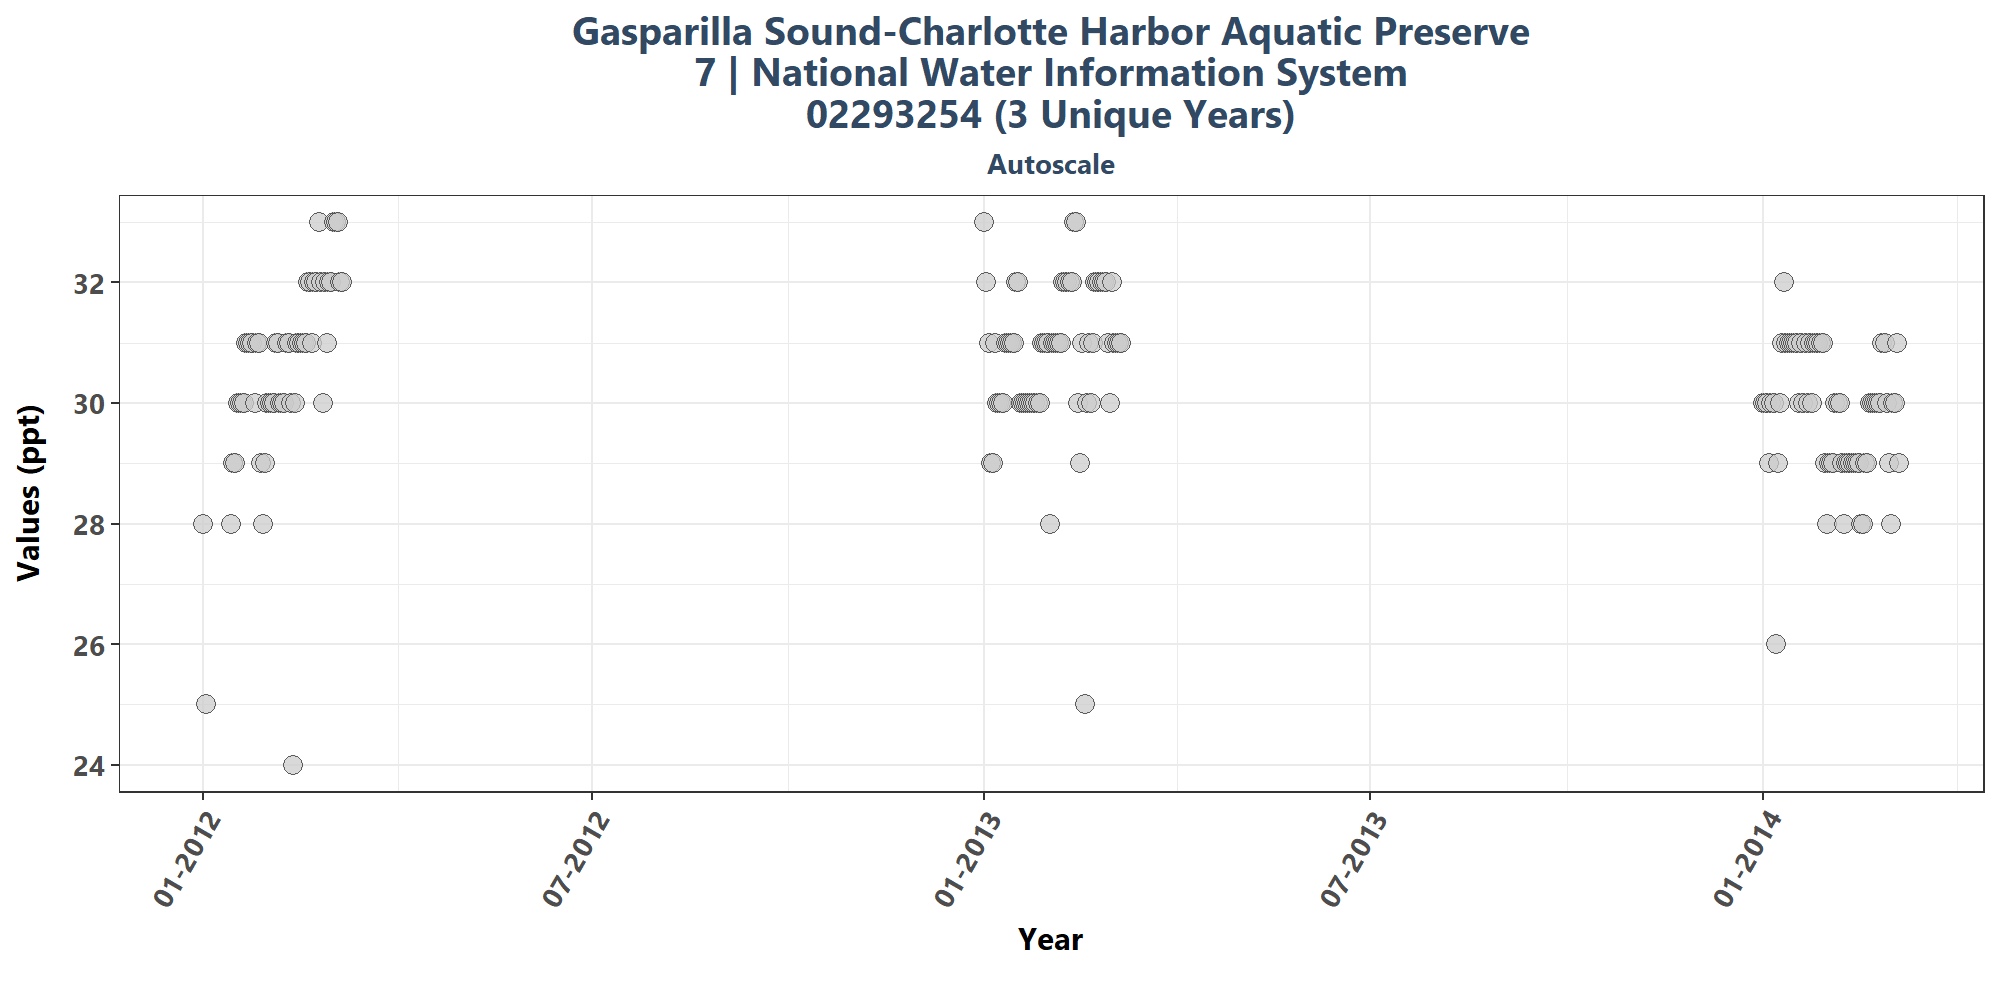 Gasparilla Sound-Charlotte Harbor Aquatic Preserve
7 | National Water Information System
02293254 (3 Unique Years)
Autoscale
Values (ppt)
32
30
28
26
24
01-2012
07-2012
01-2013
07-2013
01-2014
Year